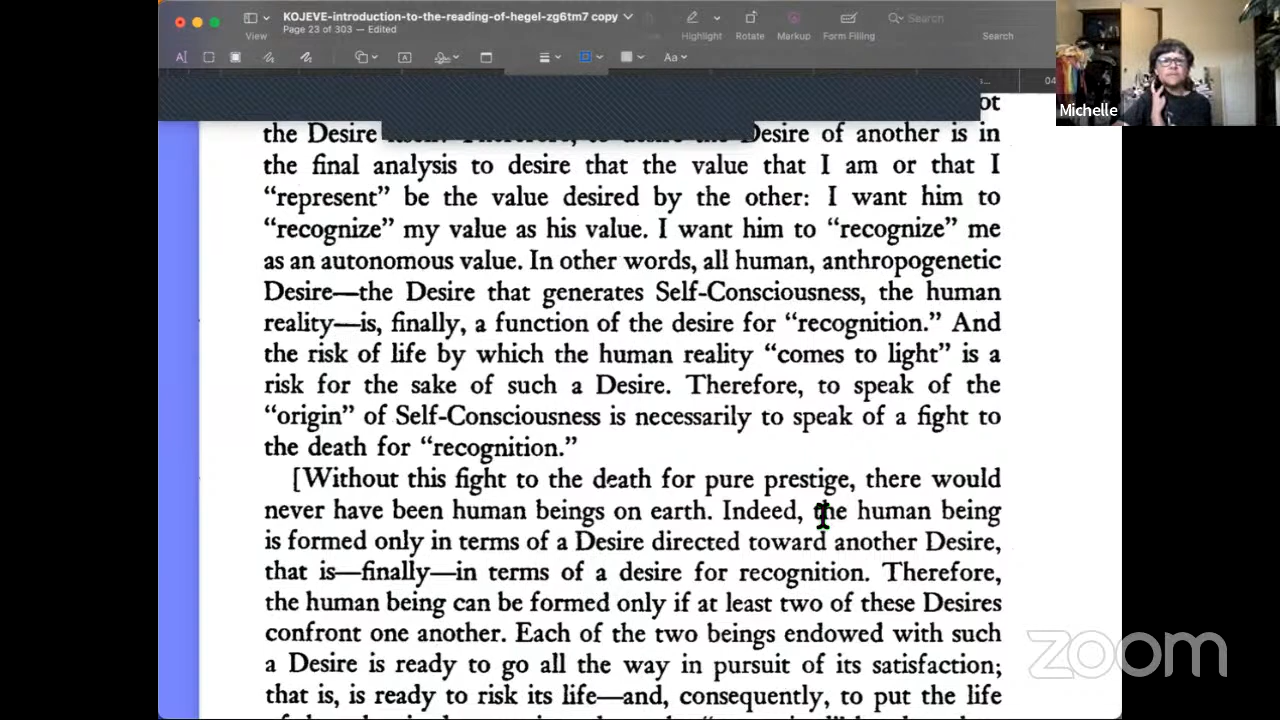 KOJEVE-introduction-to-the-reading-of-hegel-zg6tm7 copy
Page 23 of 303 — Edited
View
Highlight
Rotate
Markup
Form Filling
Search
Search
Aa
04
Michelle
the Desire Desire of another is in
the final analysis to desire that the value that I am or that I
“represent” be the value desired by the other: I want him to
“recognize” my value as his value. I want him to “recognize” me
as an autonomous value. In other words, all human, anthropogenetic
Desire—the Desire that generates Self-Consciousness, the human
reality—is, finally, a function of the desire for “recognition.” And
the risk of life by which the human reality “comes to light” is a
risk for the sake of such a Desire. Therefore, to speak of the
“origin” of Self-Consciousness is necessarily to speak of a fight to
the death for “recognition.”
[Without this fight to the death for pure prestige, there would
never have been human beings on earth. Indeed, the human being
is formed only in terms of a Desire directed toward another Desire,
that is—finally—in terms of a desire for recognition. Therefore,
the human being can be formed only if at least two of these Desires
confront one another. Each of the two beings endowed with such
a Desire is ready to go all the way in pursuit of its satisfaction;
that is, is ready to risk its life—and, consequently, to put the life
zoom